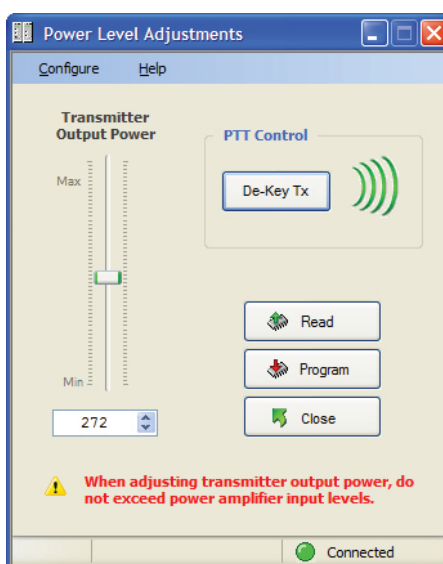 Power Level Adjustments
Configure Help
Transmitter
Output Power
PTT Control
Max
De-Key Tx
Read
Program
Min
272
Close
When adjusting transmitter output power, do
not exceed power amplifier input levels.
Connected